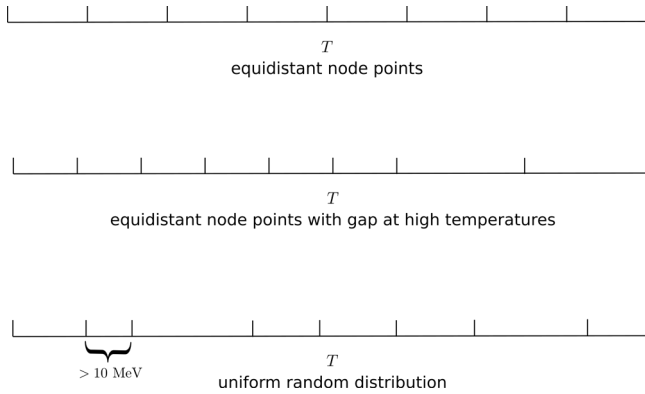 T
equidistant node points
T
equidistant node points with gap at high temperatures
T
> 10 MeV
uniform random distribution